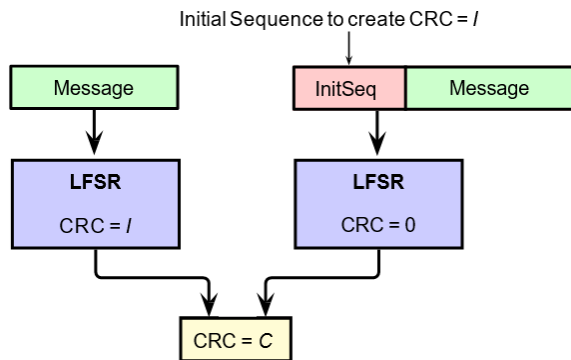 Initial Sequence to create CRC = I
Message
InitSeq
Message
LFSR
CRC = I
LFSR
CRC = 0
CRC = C